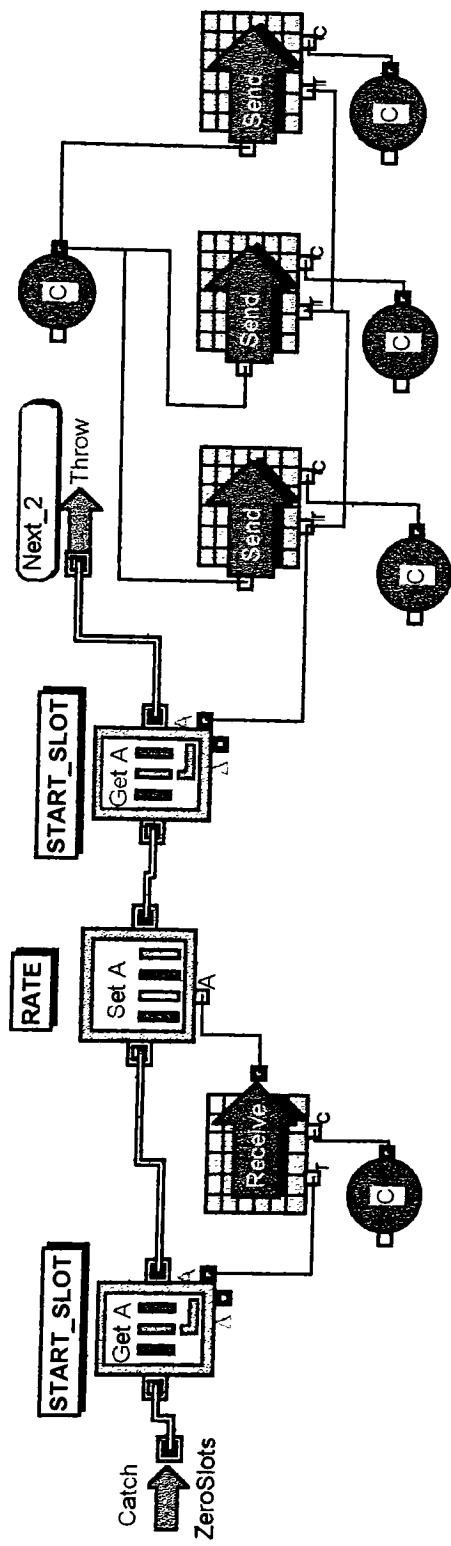 Catch
ZeroSlots
START_SLOT
Get A
A
Δ
Receive
r
c
C
RATE
Set A
A
START_SLOT
Get A
A
Δ
Next_2
Throw
C
Send
r
c
C
Send
r
c
C
Send
r
c
C